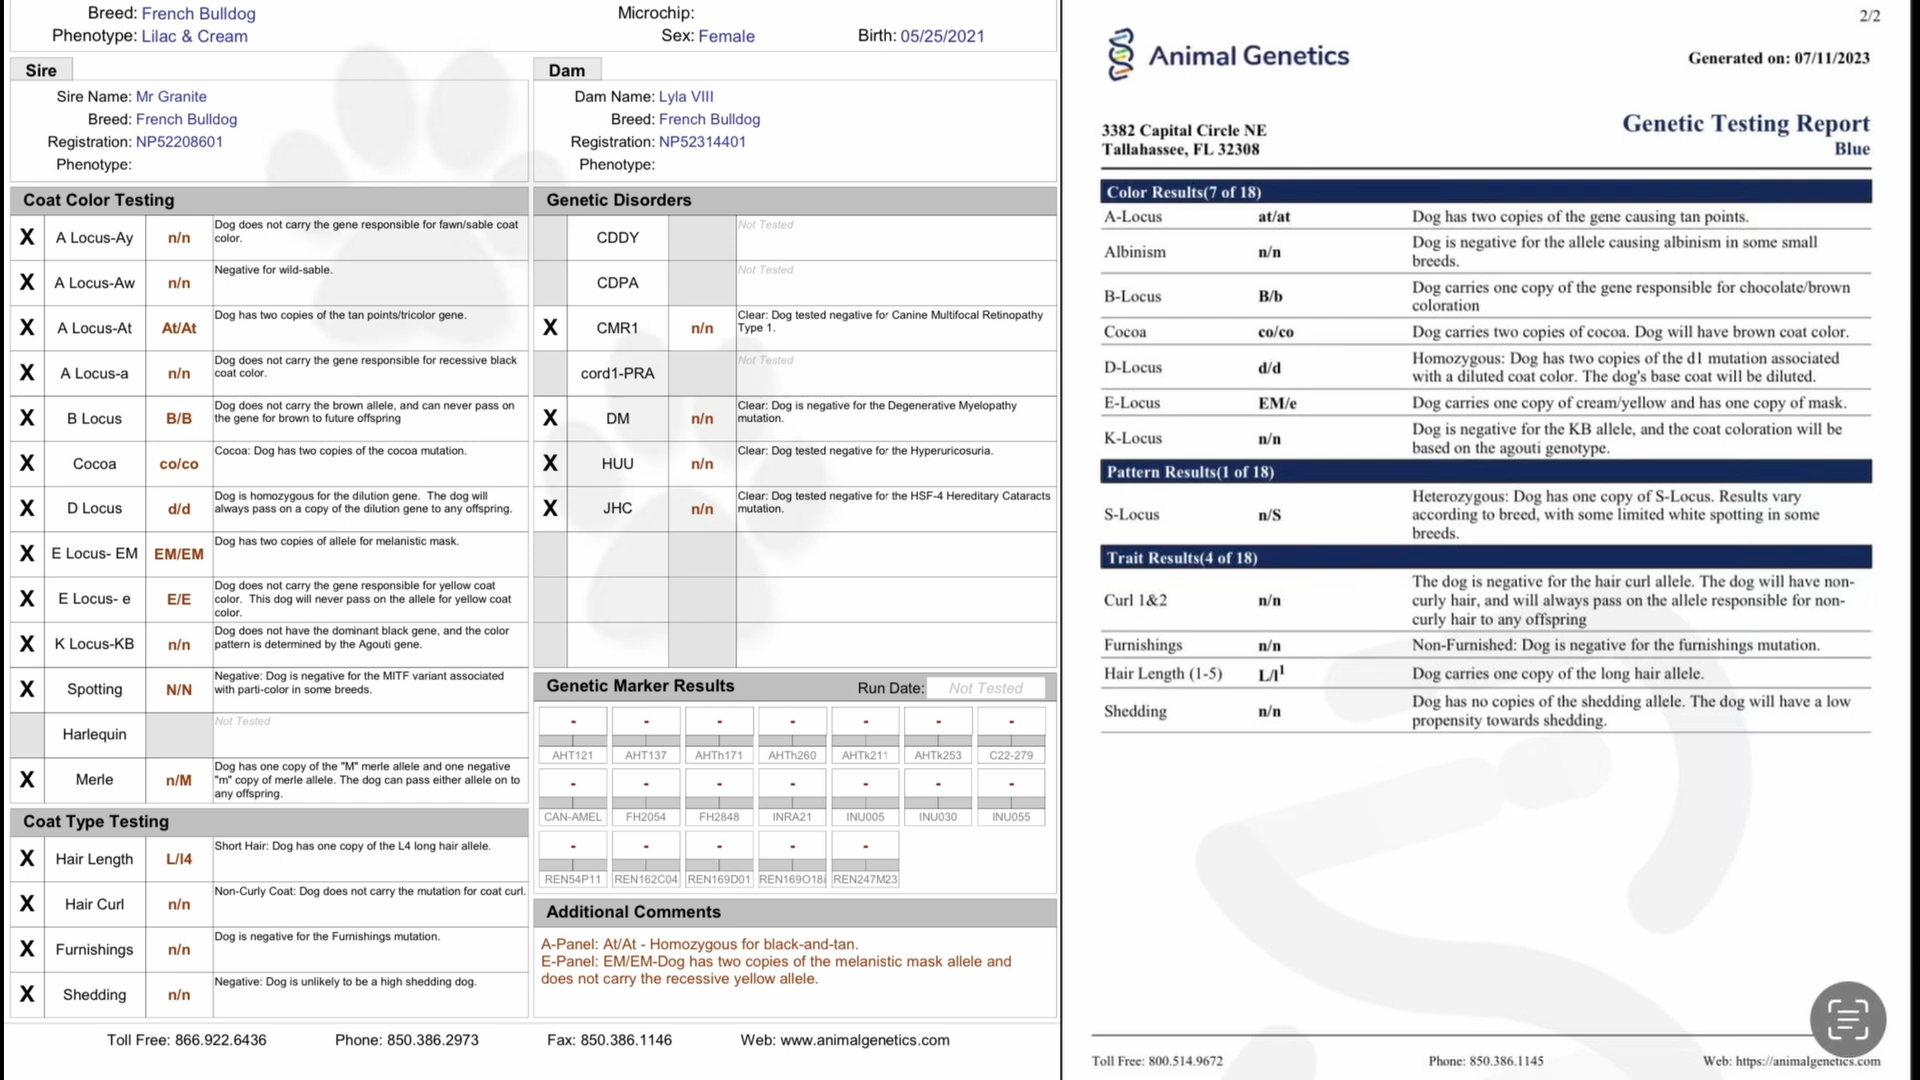 Breed: French Bulldog
Microchip:
Phenotype: Lilac & Cream
Sex: Female
Birth: 05/25/2021
Sire
Sire Name: Mr Granite
Breed: French Bulldog
Registration: NP52208601
Phenotype:
Dam
Dam Name: Lyla VIII
Breed: French Bulldog
Registration: NP52314401
Phenotype:
Coat Color Testing
X A Locus-Ay n/n Dog does not carry the gene responsible for fawn/sable coat
color.
X A Locus-Aw n/n Negative for wild-sable.
X A Locus-At At/At Dog has two copies of the tan points/tricolor gene.
X A Locus-a n/n Dog does not carry the gene responsible for recessive black
coat color.
X B Locus B/B Dog does not carry the brown allele, and can never pass on
the gene for brown to future offspring
X Cocoa co/co Cocoa: Dog has two copies of the cocoa mutation.
X D Locus d/d Dog is homozygous for the dilution gene. The dog will
always pass on a copy of the dilution gene to any offspring.
X E Locus- EM EM/EM Dog has two copies of allele for melanistic mask.
X E Locus- e E/E Dog does not carry the gene responsible for yellow coat
color. This dog will never pass on the allele for yellow coat
color.
X K Locus-KB n/n Dog does not have the dominant black gene, and the color
pattern is determined by the Agouti gene.
X Spotting N/N Negative: Dog is negative for the MITF variant associated
with parti-color in some breeds.
Harlequin Not Tested
X Merle n/M Dog has one copy of the "M" merle allele and one negative
"m" copy of merle allele. The dog can pass either allele on to
any offspring.
Coat Type Testing
X Hair Length L/l4 Short Hair: Dog has one copy of the L4 long hair allele.
X Hair Curl n/n Non-Curly Coat: Dog does not carry the mutation for coat curl.
X Furnishings n/n Dog is negative for the Furnishings mutation.
X Shedding n/n Negative: Dog is unlikely to be a high shedding dog.
Genetic Disorders
CDDY Not Tested
CDPA Not Tested
X CMR1 n/n Clear: Dog tested negative for Canine Multifocal Retinopathy
Type 1.
cord1-PRA Not Tested
X DM n/n Clear: Dog is negative for the Degenerative Myelopathy
mutation.
X HUU n/n Clear: Dog tested negative for the Hyperuricosuria.
X JHC n/n Clear: Dog tested negative for the HSF-4 Hereditary Cataracts
mutation.
Genetic Marker Results Run Date: Not Tested
- - - - - - -
AHT121 AHT137 AHTh171 AHTh260 AHTk211 AHTk253 C22-279
- - - - - - -
CAN-AMEL FH2054 FH2848 INRA21 INU005 INU030 INU055
- - - - -
REN54P11 REN162C04 REN169D01 REN169O18 REN247M23
Additional Comments
A-Panel: At/At - Homozygous for black-and-tan.
E-Panel: EM/EM-Dog has two copies of the melanistic mask allele and
does not carry the recessive yellow allele.
Toll Free: 866.922.6436 Phone: 850.386.2973 Fax: 850.386.1146 Web: www.animalgenetics.com
2/2
Animal Genetics
Generated on: 07/11/2023
3382 Capital Circle NE
Tallahassee, FL 32308
Genetic Testing Report
Blue
Color Results(7 of 18)
A-Locus at/at Dog has two copies of the gene causing tan points.
Albinism n/n Dog is negative for the allele causing albinism in some small
breeds.
B-Locus B/b Dog carries one copy of the gene responsible for chocolate/brown
coloration
Cocoa co/co Dog carries two copies of cocoa. Dog will have brown coat color.
D-Locus d/d Homozygous: Dog has two copies of the d1 mutation associated
with a diluted coat color. The dog's base coat will be diluted.
E-Locus EM/e Dog carries one copy of cream/yellow and has one copy of mask.
K-Locus n/n Dog is negative for the KB allele, and the coat coloration will be
based on the agouti genotype.
Pattern Results(1 of 18)
S-Locus n/S Heterozygous: Dog has one copy of S-Locus. Results vary
according to breed, with some limited white spotting in some
breeds.
Trait Results(4 of 18)
Curl 1&2 n/n The dog is negative for the hair curl allele. The dog will have non-
curly hair, and will always pass on the allele responsible for non-
curly hair to any offspring
Furnishings n/n Non-Furnished: Dog is negative for the furnishings mutation.
Hair Length (1-5) L/l¹ Dog carries one copy of the long hair allele.
Shedding n/n Dog has no copies of the shedding allele. The dog will have a low
propensity towards shedding.
Toll Free: 800.514.9672 Phone: 850.386.1145 Web: https://animalgenetics.com